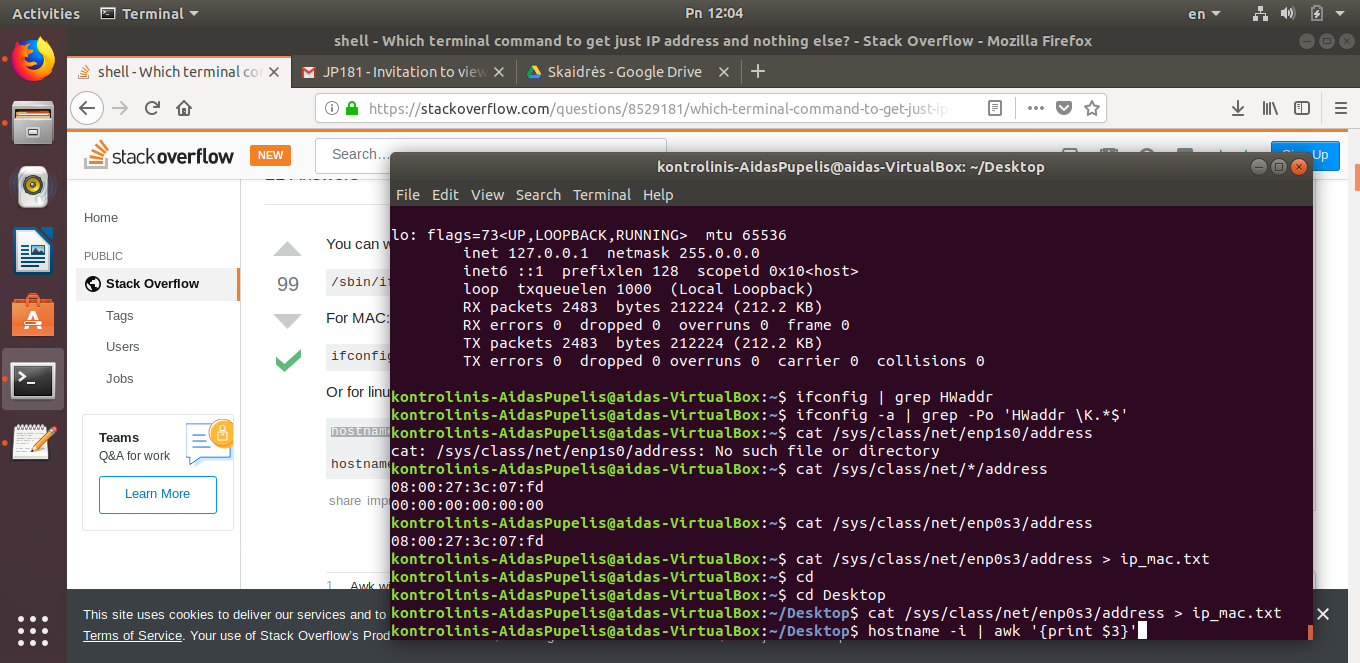 Activities Terminal Pn 12:04 en
shell - Which terminal command to get just IP address and nothing else? - Stack Overflow - Mozilla Firefox
shell - Which terminal co JP181 - Invitation to view Skaidrės - Google Drive
https://stackoverflow.com/questions/8529181/which-terminal-command-to-get-just-ip-
stackoverflow NEW Search... Up
Home
PUBLIC
Stack Overflow
Tags
Users
Jobs
Teams
Q&A for work
Learn More
Answers
You can
99
/sbin/if
For MAC:
ifconfig
Or for linu
hostname
hostname
share
1 Awk
This site uses cookies to deliver our services and to
Terms of Service. Your use of Stack Overflow's Prod
kontrolinis-AidasPupelis@aidas-VirtualBox: ~/Desktop
File Edit View Search Terminal Help
lo: flags=73<UP,LOOPBACK,RUNNING>  mtu 65536
inet 127.0.0.1  netmask 255.0.0.0
inet6 ::1  prefixlen 128  scopeid 0x10<host>
loop  txqueuelen 1000  (Local Loopback)
RX packets 2483  bytes 212224 (212.2 KB)
RX errors 0  dropped 0  overruns 0  frame 0
TX packets 2483  bytes 212224 (212.2 KB)
TX errors 0  dropped 0 overruns 0  carrier 0  collisions 0
kontrolinis-AidasPupelis@aidas-VirtualBox:~$ ifconfig | grep HWaddr
kontrolinis-AidasPupelis@aidas-VirtualBox:~$ ifconfig -a | grep -Po 'HWaddr \K.*$'
kontrolinis-AidasPupelis@aidas-VirtualBox:~$ cat /sys/class/net/enp1s0/address
cat: /sys/class/net/enp1s0/address: No such file or directory
kontrolinis-AidasPupelis@aidas-VirtualBox:~$ cat /sys/class/net/*/address
08:00:27:3c:07:fd
00:00:00:00:00:00
kontrolinis-AidasPupelis@aidas-VirtualBox:~$ cat /sys/class/net/enp0s3/address
08:00:27:3c:07:fd
kontrolinis-AidasPupelis@aidas-VirtualBox:~$ cat /sys/class/net/enp0s3/address > ip_mac.txt
kontrolinis-AidasPupelis@aidas-VirtualBox:~$ cd
kontrolinis-AidasPupelis@aidas-VirtualBox:~$ cd Desktop
kontrolinis-AidasPupelis@aidas-VirtualBox:~/Desktop$ cat /sys/class/net/enp0s3/address > ip_mac.txt
kontrolinis-AidasPupelis@aidas-VirtualBox:~/Desktop$ hostname -i | awk '{print $3}'